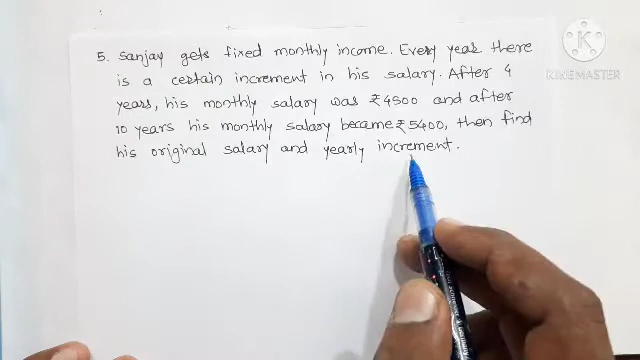 5. Sanjay gets fixed monthly income. Every year there
is a certain increment in his salary. After 4
years, his monthly salary was ₹4500 and after
10 years his monthly salary became ₹5400, then find
his original salary and yearly increment.
KINEMASTER